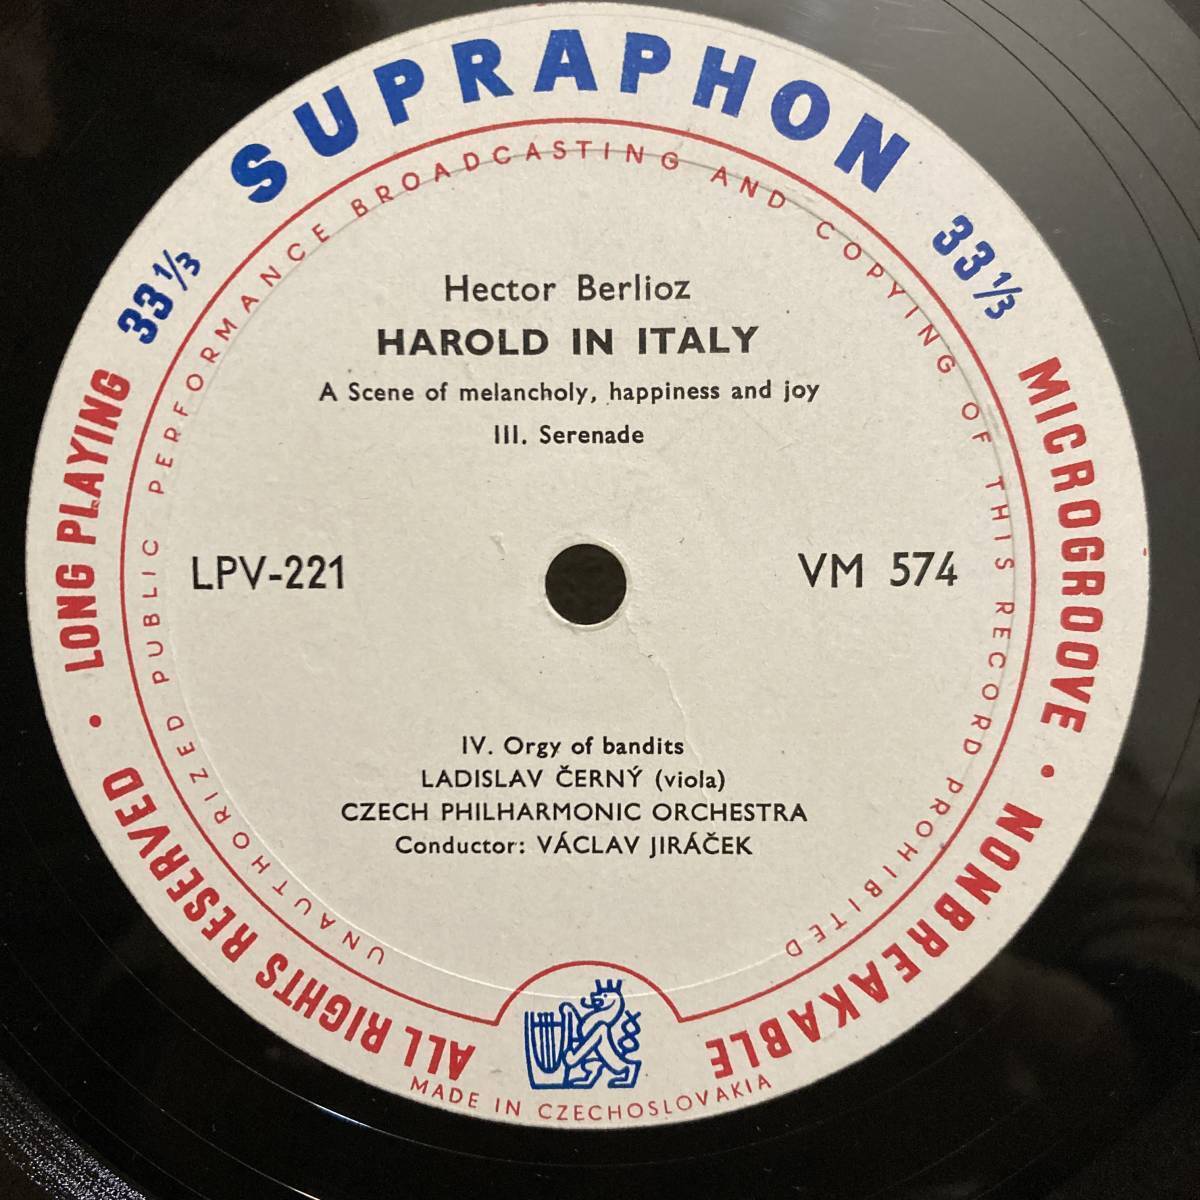 SUPRAPHON
33 1/3
33 1/3
LONG PLAYING
MICROGROOVE • NONBREAKABLE
ALL RIGHTS RESERVED •
UNAUTHORIZED PUBLIC PERFORMANCE BROADCASTING AND COPYING OF THIS RECORD PROHIBITED
Hector Berlioz
HAROLD IN ITALY
A Scene of melancholy, happiness and joy
III. Serenade
LPV-221
VM 574
IV. Orgy of bandits
LADISLAV ČERNÝ (viola)
CZECH PHILHARMONIC ORCHESTRA
Conductor: VÁCLAV JIRÁČEK
MADE IN CZECHOSLOVAKIA